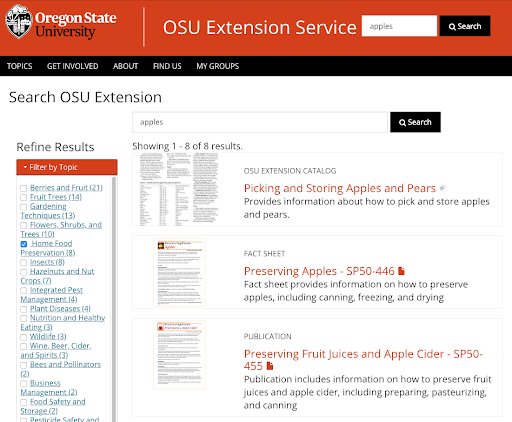 Oregon State
University
OSU Extension Service
apples
Search
TOPICS GET INVOLVED ABOUT FIND US MY GROUPS
Search OSU Extension
apples
Search
Refine Results
Filter by Topic
Berries and Fruit (21)
Fruit Trees (14)
Gardening
Techniques (13)
Flowers, Shrubs, and
Trees (10)
Home Food
Preservation (8)
Insects (8)
Hazelnuts and Nut
Crops (7)
Integrated Pest
Management (4)
Plant Diseases (4)
Nutrition and Healthy
Eating (3)
Wildlife (3)
Wine, Beer, Cider,
and Spirits (3)
Bees and Pollinators
(2)
Business
Management (2)
Food Safety and
Storage (2)
Pesticide Safety and
Showing 1 - 8 of 8 results.
OSU EXTENSION CATALOG
Picking and Storing Apples and Pears
Provides information about how to pick and store apples
and pears.
FACT SHEET
Preserving Apples - SP50-446
Fact sheet provides information on how to preserve
apples, including canning, freezing, and drying
PUBLICATION
Preserving Fruit Juices and Apple Cider - SP50-
455
Publication includes information on how to preserve fruit
juices and apple cider, including preparing, pasteurizing,
and canning